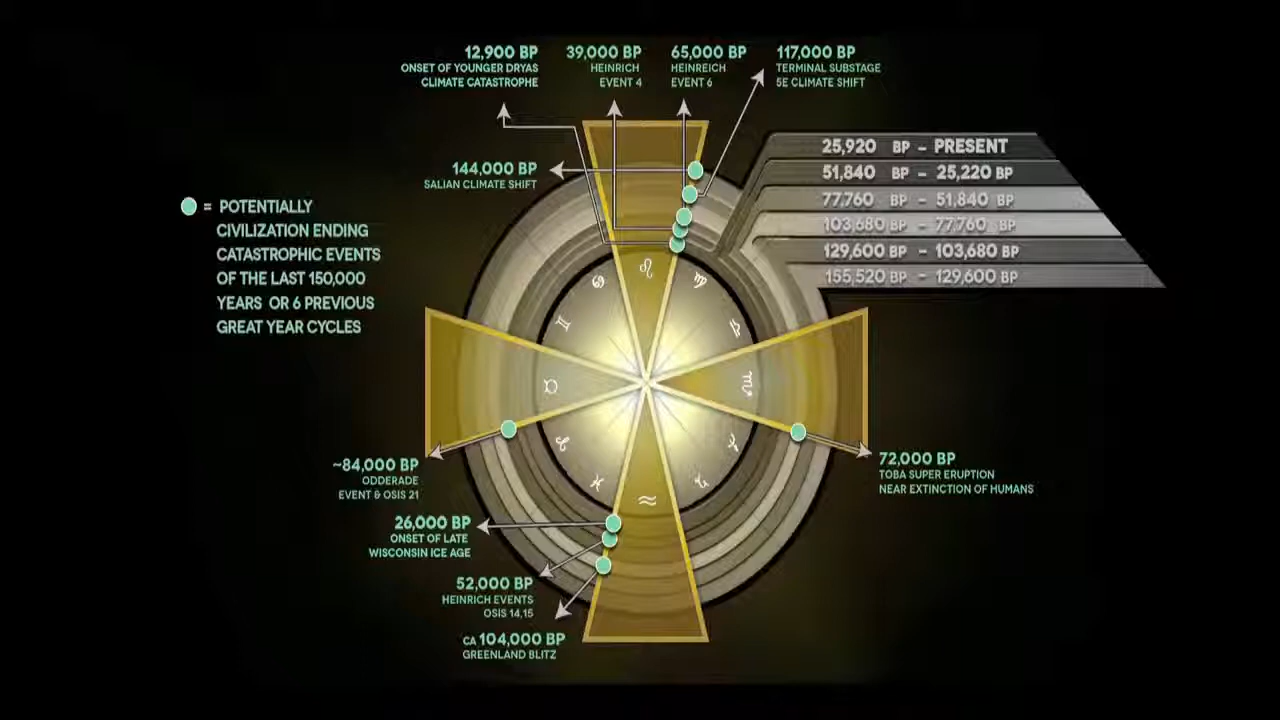 12,900 BP
ONSET OF YOUNGER DRYAS
CLIMATE CATASTROPHE
39,000 BP
HEINRICH
EVENT 4
65,000 BP
HEINREICH
EVENT 6
117,000 BP
TERMINAL SUBSTAGE
5E CLIMATE SHIFT
144,000 BP
SALIAN CLIMATE SHIFT
25,920 BP - PRESENT
51,840 BP - 25,220 BP
77,760 BP - 51,840 BP
103,680 BP - 77,760 BP
129,600 BP - 103,680 BP
155,520 BP - 129,600 BP
= POTENTIALLY
CIVILIZATION ENDING
CATASTROPHIC EVENTS
OF THE LAST 150,000
YEARS OR 6 PREVIOUS
GREAT YEAR CYCLES
♌
♋
♍
♊
♎
♉
♏
♈
♐
♓
♑
♒
~84,000 BP
ODDERADE
EVENT & OSIS 21
72,000 BP
TOBA SUPER ERUPTION
NEAR EXTINCTION OF HUMANS
26,000 BP
ONSET OF LATE
WISCONSIN ICE AGE
52,000 BP
HEINRICH EVENTS
OSIS 14,15
CA 104,000 BP
GREENLAND BLITZ